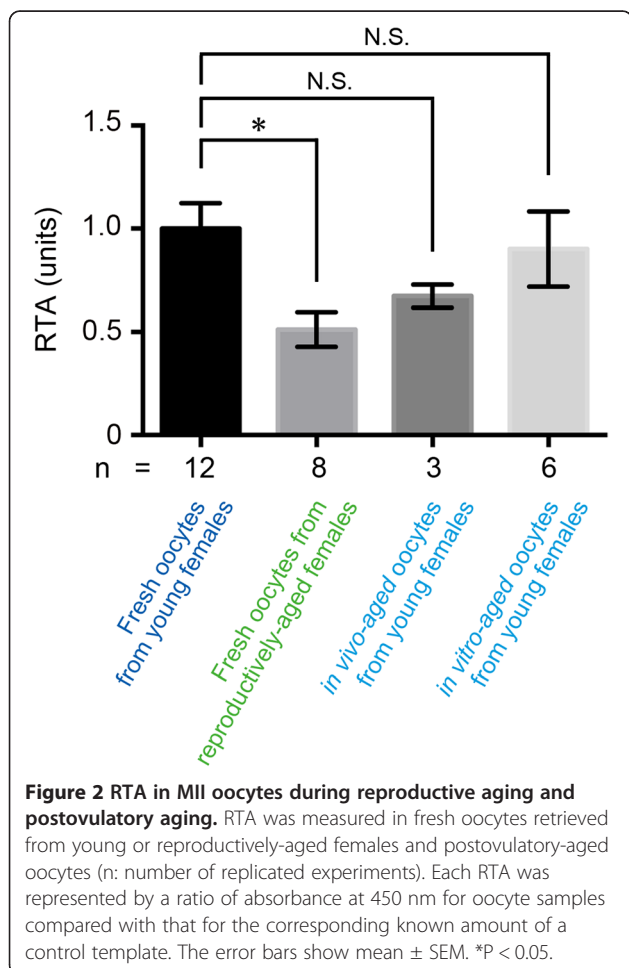 N.S.
N.S.
*
1.5
1.0
0.5
0
RTA (units)
n = 12 8 3 6
Fresh oocytes
from young females
Fresh oocytes from
reproductively-aged females
in vivo-aged oocytes
from young females
in vitro-aged oocytes
from young females
Figure 2 RTA in MII oocytes during reproductive aging and
postovulatory aging. RTA was measured in fresh oocytes retrieved
from young or reproductively-aged females and postovulatory-aged
oocytes (n: number of replicated experiments). Each RTA was
represented by a ratio of absorbance at 450 nm for oocyte samples
compared with that for the corresponding known amount of a
control template. The error bars show mean ± SEM. *P < 0.05.